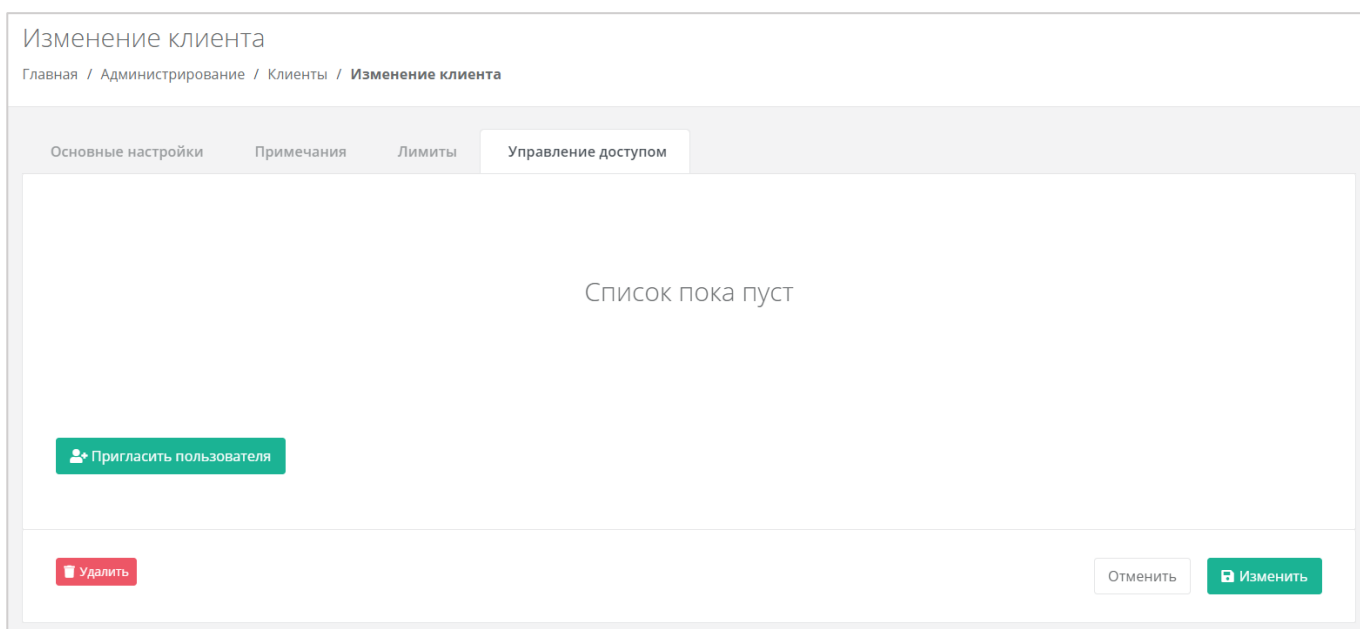 Изменение клиента
Главная / Администрирование / Клиенты / Изменение клиента
Основные настройки Примечания Лимиты Управление доступом
Список пока пуст
Пригласить пользователя
Удалить Отменить Изменить